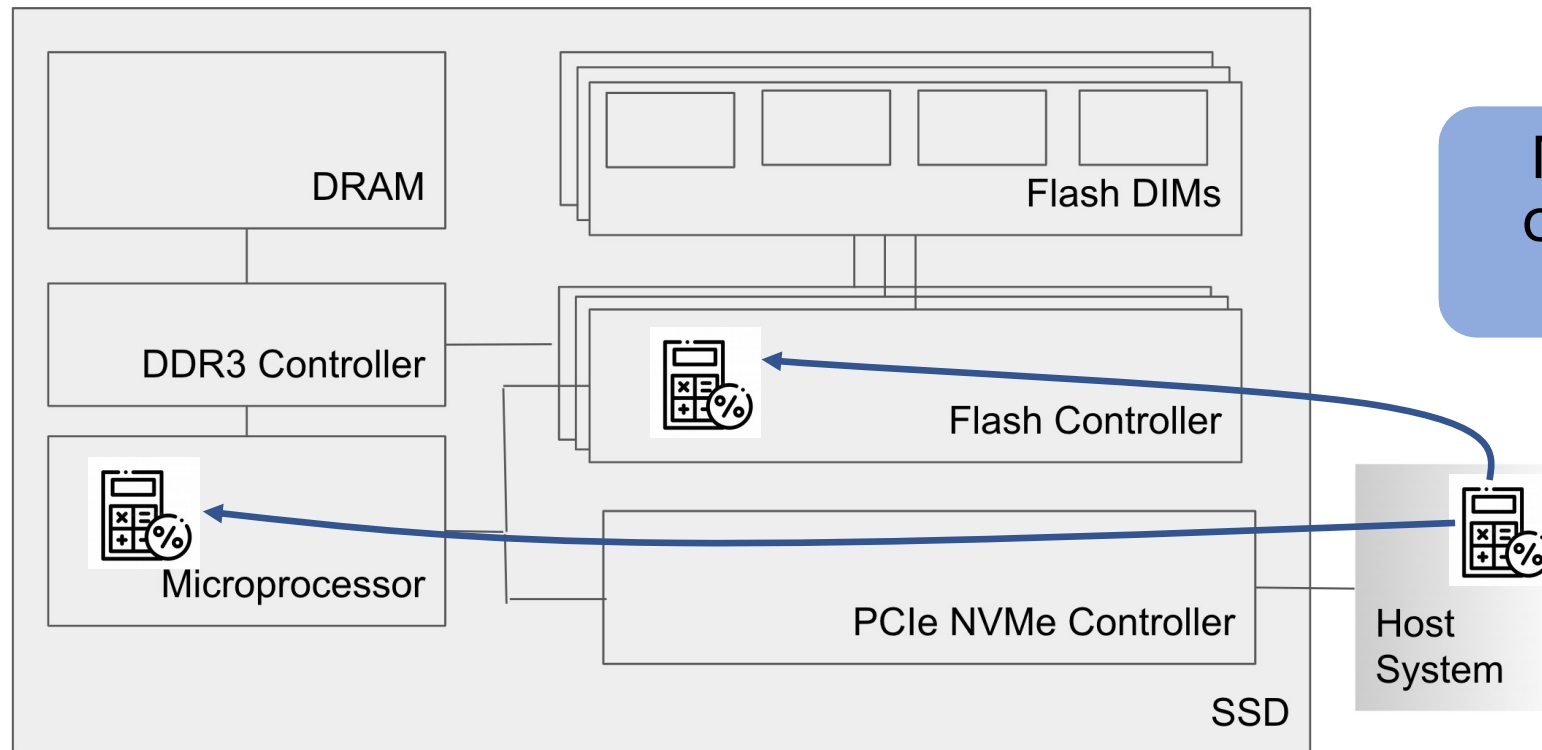 DRAM
Flash DIMs
DDR3 Controller
Flash Controller
Microprocessor
PCIe NVMe Controller
Host
System
SSD